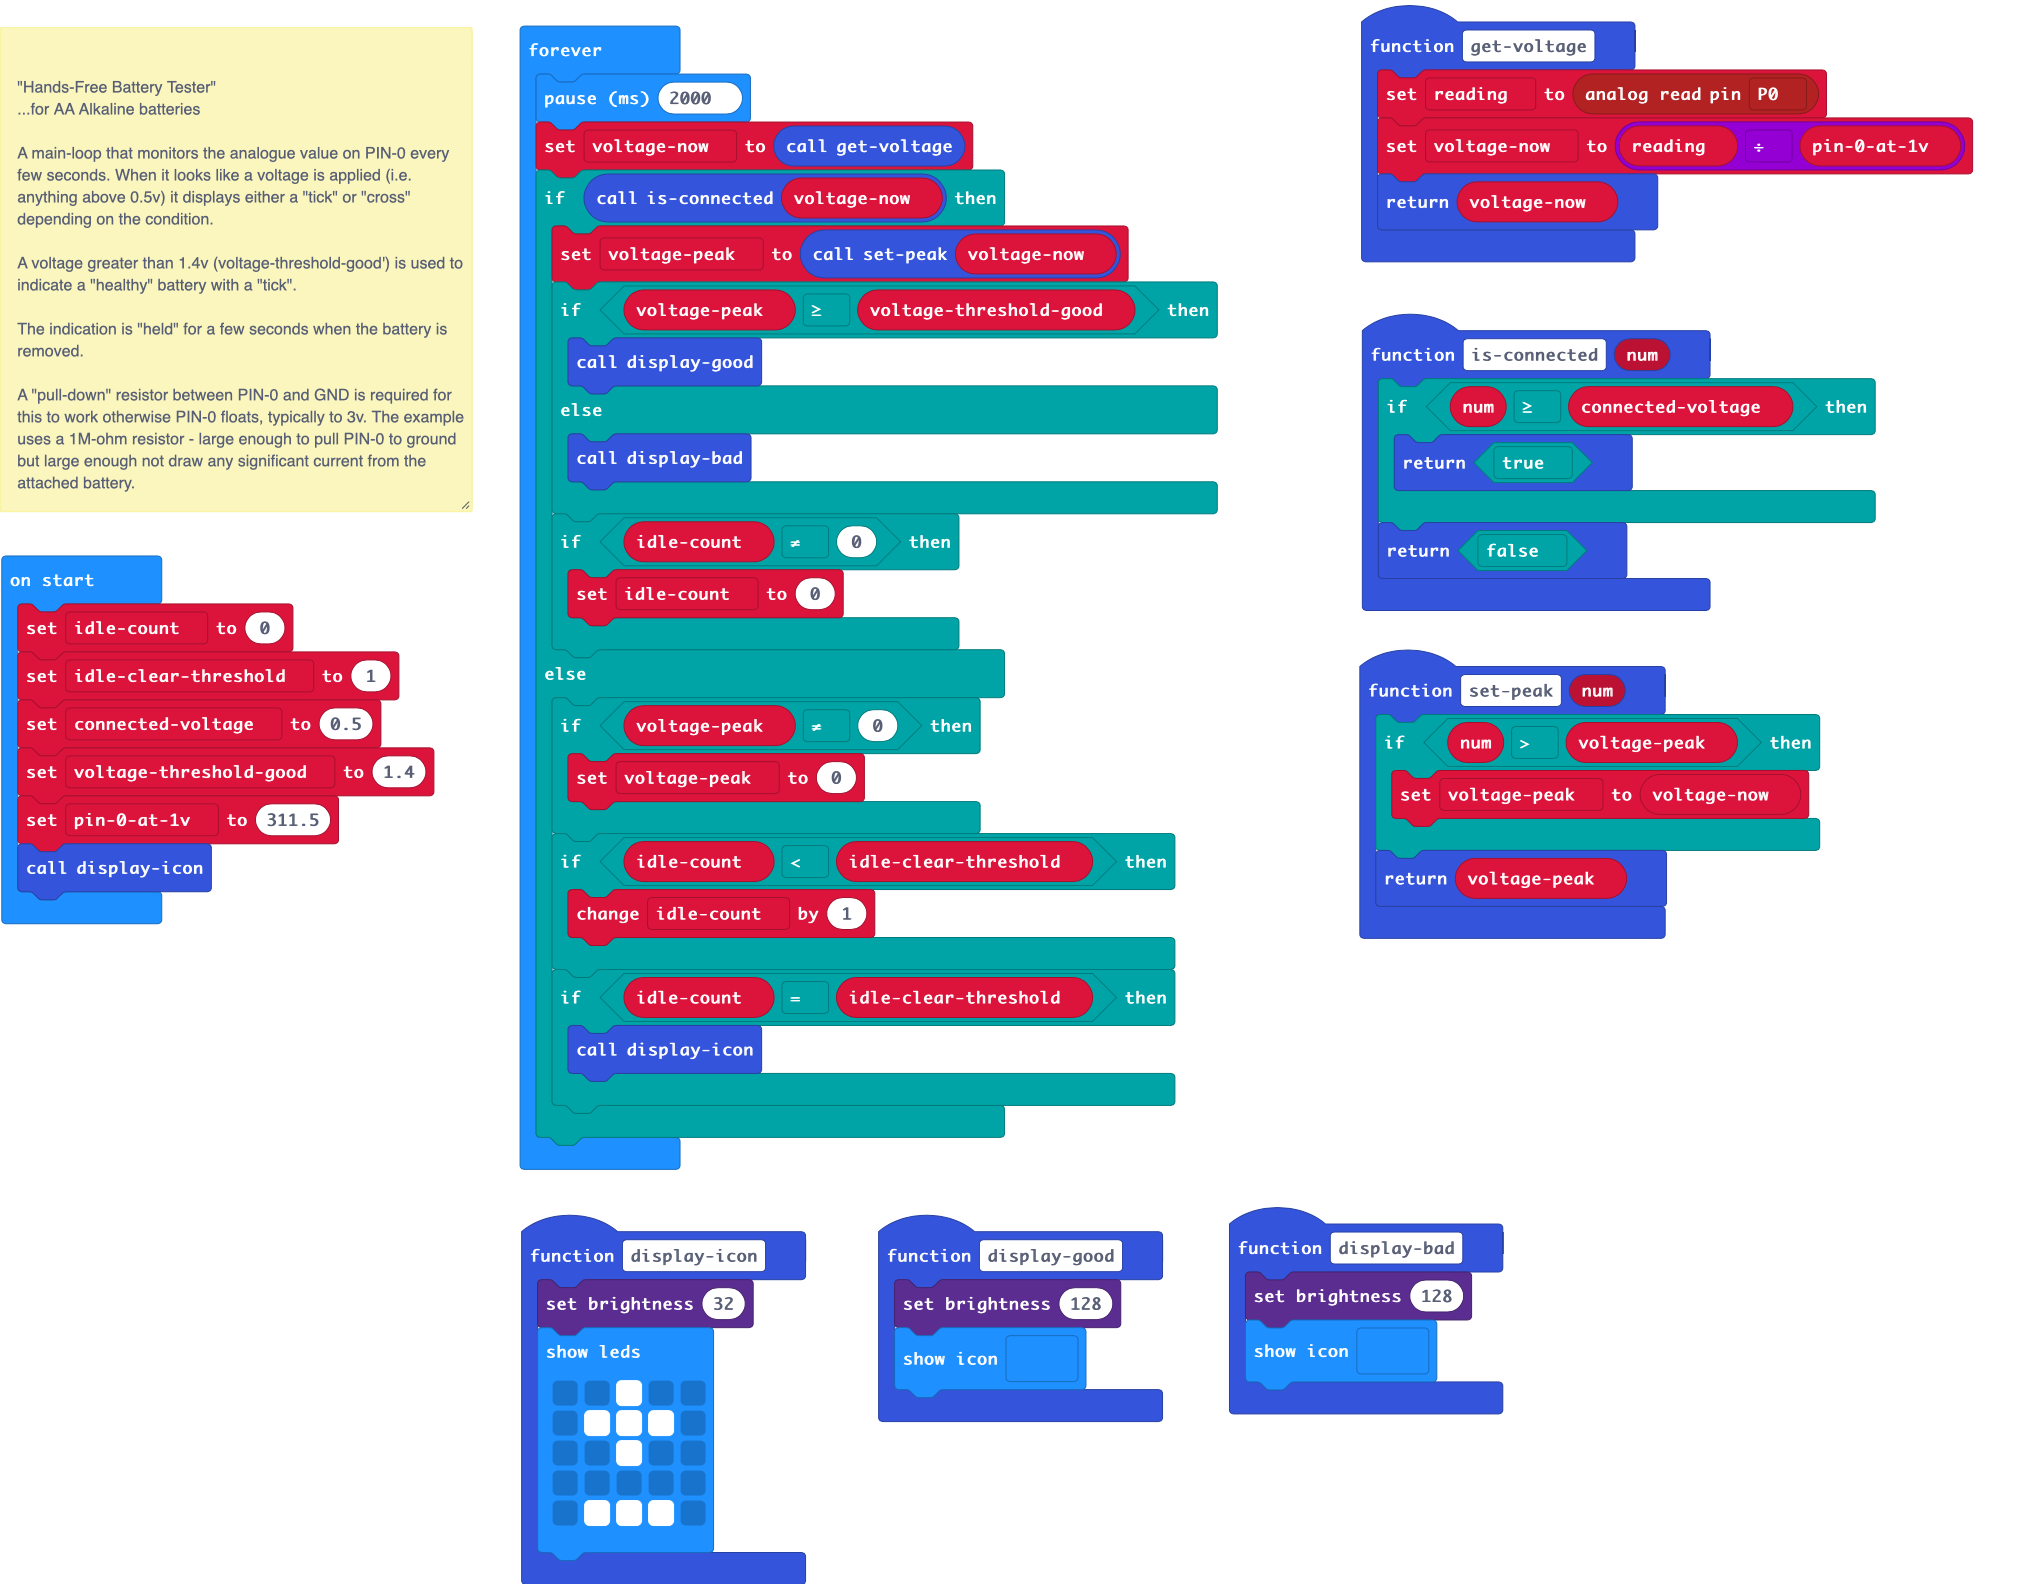 "Hands-Free Battery Tester"
...for AA Alkaline batteries
A main-loop that monitors the analogue value on PIN-0 every
few seconds. When it looks like a voltage is applied (i.e.
anything above 0.5v) it displays either a "tick" or "cross"
depending on the condition.
A voltage greater than 1.4v (voltage-threshold-good') is used to
indicate a "healthy" battery with a "tick".
The indication is "held" for a few seconds when the battery is
removed.
A "pull-down" resistor between PIN-0 and GND is required for
this to work otherwise PIN-0 floats, typically to 3v. The example
uses a 1M-ohm resistor - large enough to pull PIN-0 to ground
but large enough not draw any significant current from the
attached battery.
on start
set idle-count to 0
set idle-clear-threshold to 1
set connected-voltage to 0.5
set voltage-threshold-good to 1.4
set pin-0-at-1v to 311.5
call display-icon
forever
pause (ms) 2000
set voltage-now to call get-voltage
if call is-connected voltage-now then
set voltage-peak to call set-peak voltage-now
if voltage-peak ≥ voltage-threshold-good then
call display-good
else
call display-bad
if idle-count ≠ 0 then
set idle-count to 0
else
if voltage-peak ≠ 0 then
set voltage-peak to 0
if idle-count < idle-clear-threshold then
change idle-count by 1
if idle-count = idle-clear-threshold then
call display-icon
function get-voltage
set reading to analog read pin P0
set voltage-now to reading ÷ pin-0-at-1v
return voltage-now
function is-connected num
if num ≥ connected-voltage then
return true
return false
function set-peak num
if num > voltage-peak then
set voltage-peak to voltage-now
return voltage-peak
function display-icon
set brightness 32
show leds
function display-good
set brightness 128
show icon
function display-bad
set brightness 128
show icon